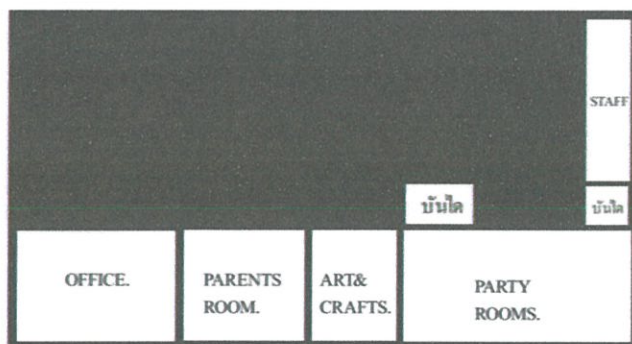 STAFF
บันได
บันได
OFFICE.
PARENTS
ROOM.
ART&
CRAFTS.
PARTY
ROOMS.